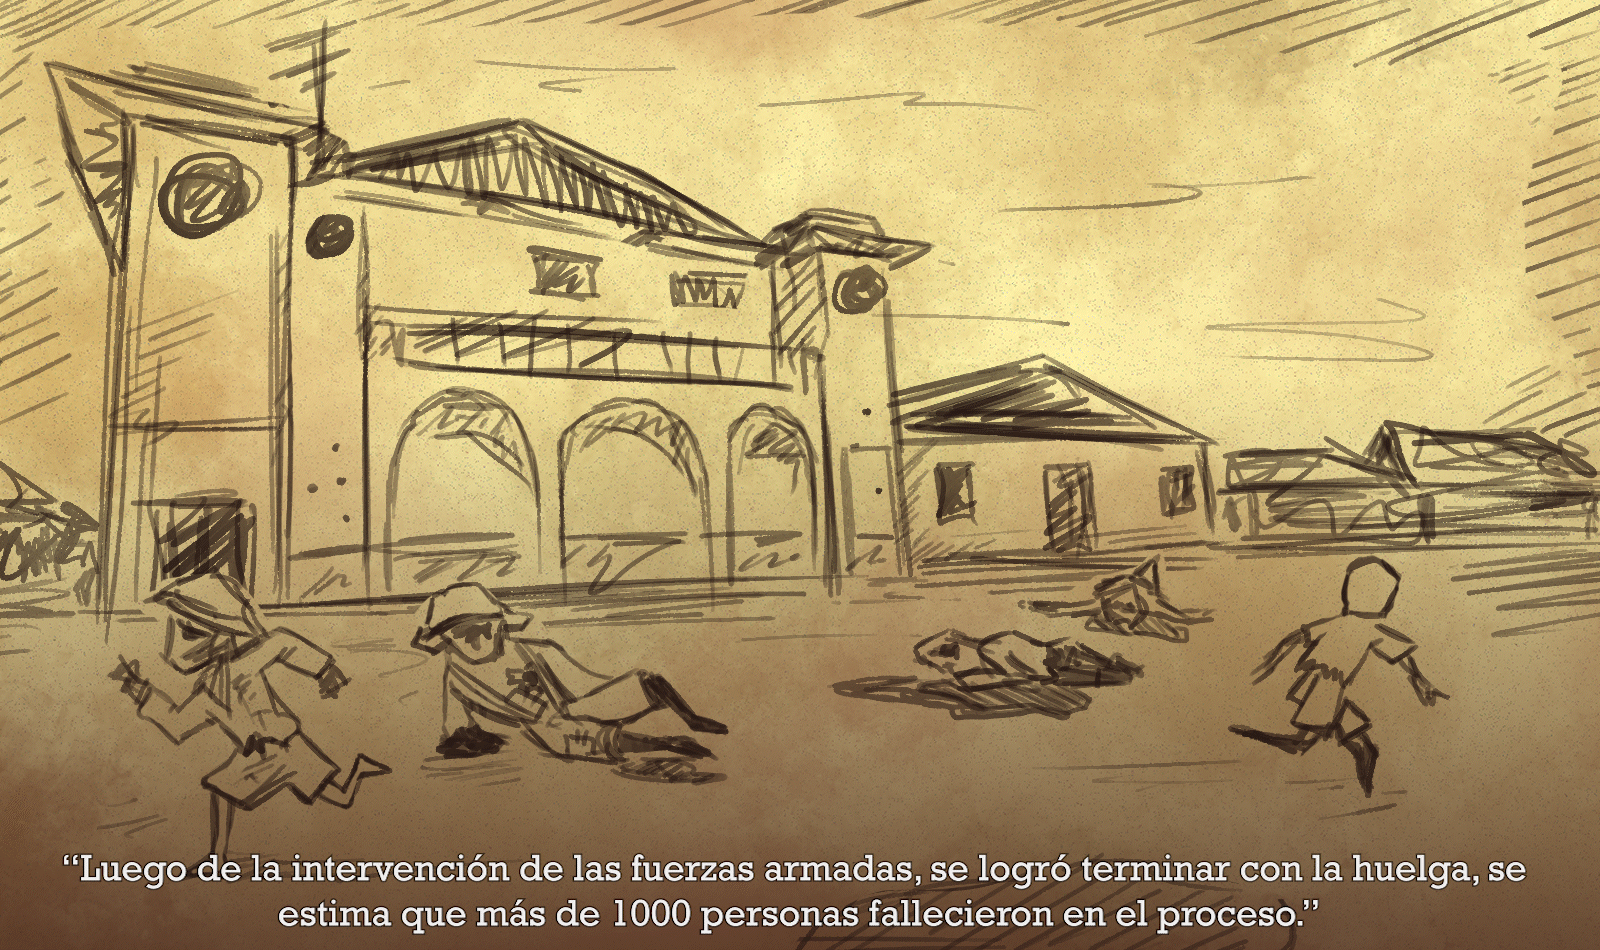 “Luego de la intervención de las fuerzas armadas, se logró terminar con la huelga, se
estima que más de 1000 personas fallecieron en el proceso.”